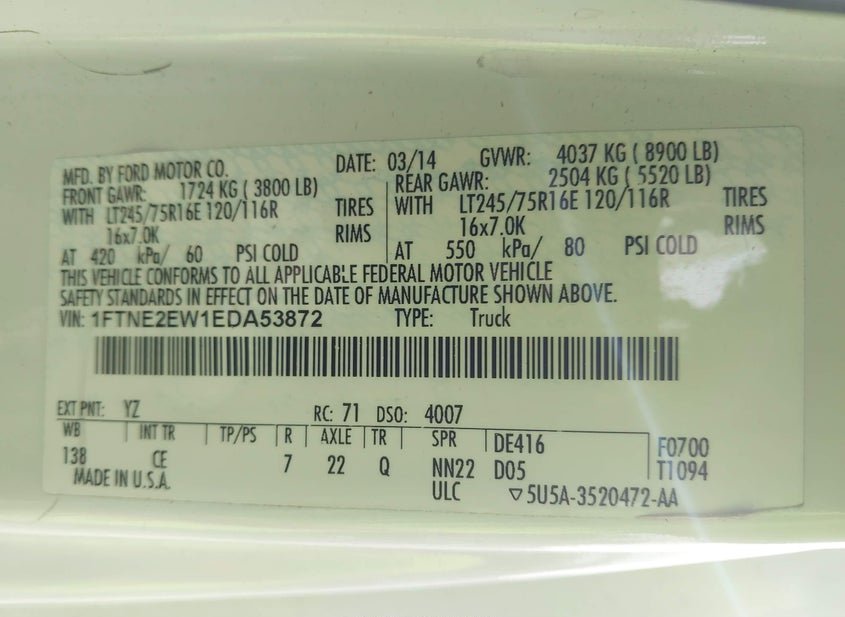 MFD. BY FORD MOTOR CO. DATE: 03/14 GVWR: 4037 KG ( 8900 LB)
FRONT GAWR: 1724 KG ( 3800 LB) REAR GAWR: 2504 KG ( 5520 LB)
WITH LT245/75R16E 120/116R TIRES WITH LT245/75R16E 120/116R TIRES
16x7.0K RIMS 16x7.0K RIMS
AT 420 kPa/ 60 PSI COLD AT 550 kPa/ 80 PSI COLD
THIS VEHICLE CONFORMS TO ALL APPLICABLE FEDERAL MOTOR VEHICLE
SAFETY STANDARDS IN EFFECT ON THE DATE OF MANUFACTURE SHOWN ABOVE.
VIN: 1FTNE2EW1EDA53872 TYPE: Truck
EXT PNT: YZ RC: 71 DSO: 4007
WB INT TR TP/PS R AXLE TR SPR DE416 F0700
138 CE 7 22 Q NN22 D05 T1094
MADE IN U.S.A. ULC ▽5U5A-3520472-AA